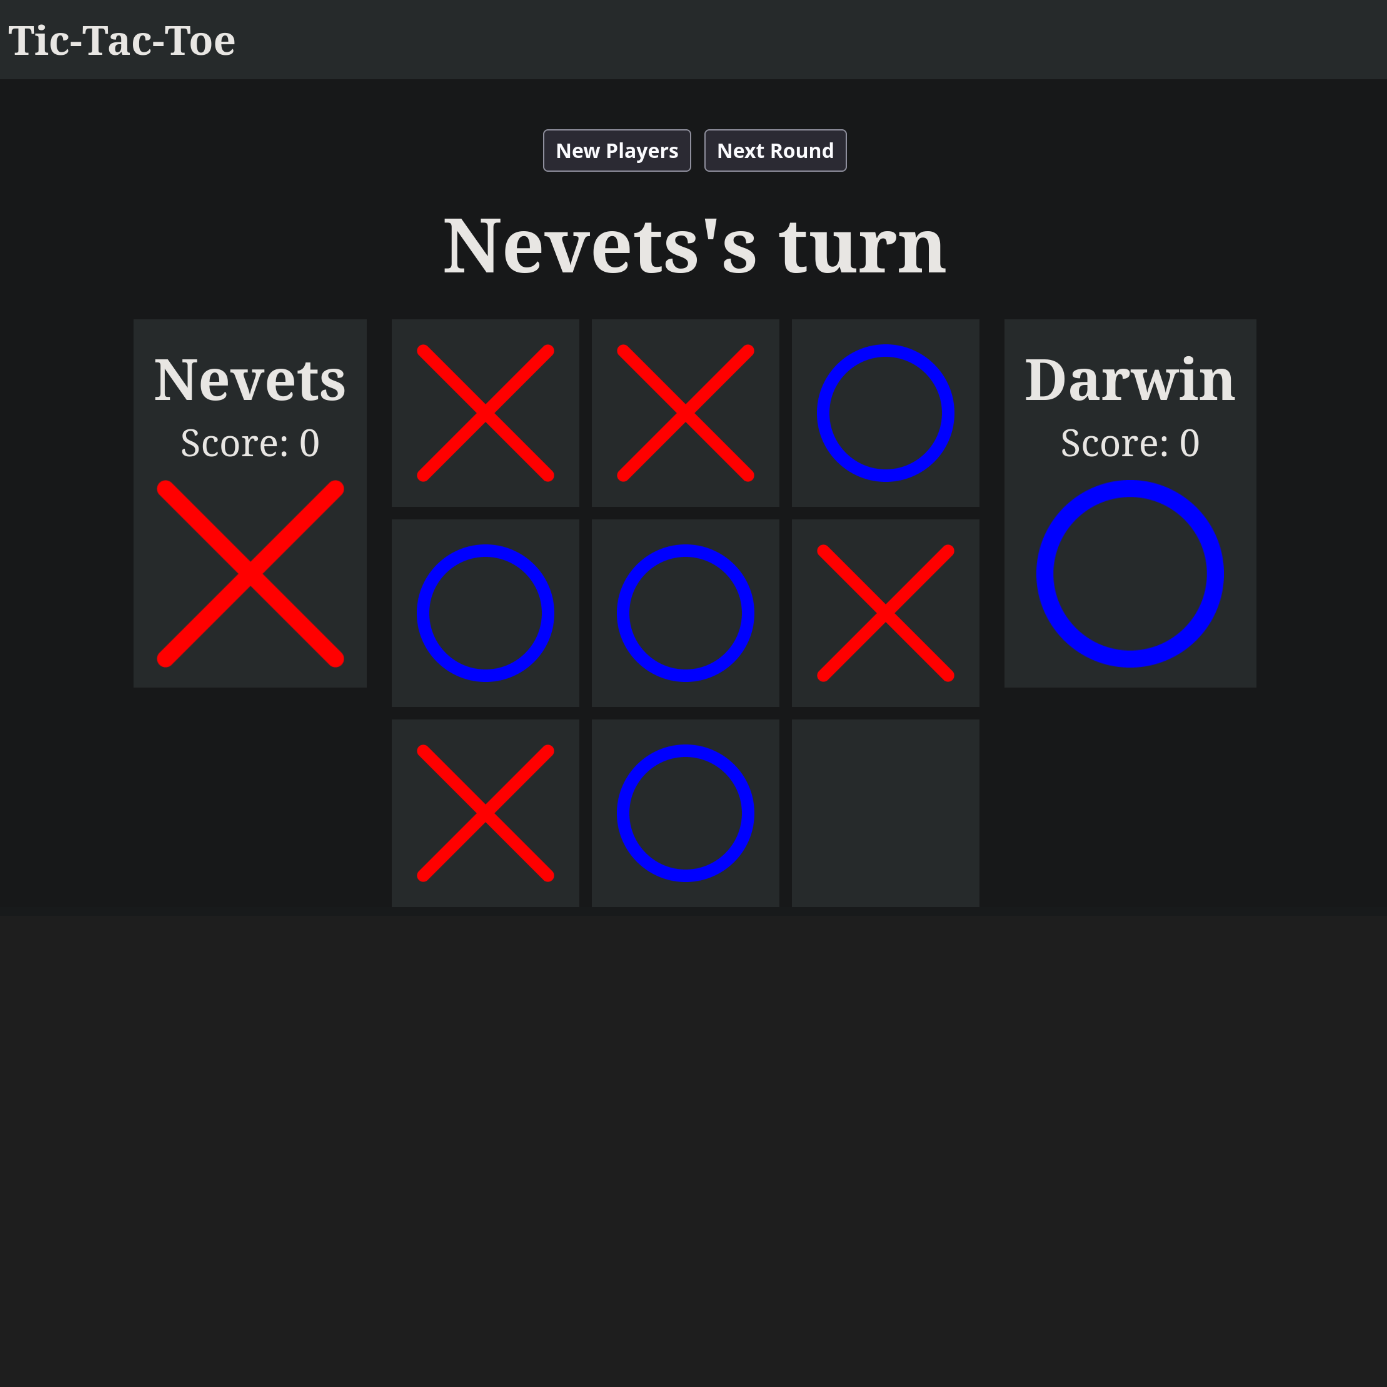 Tic-Tac-Toe
New Players
Next Round
Nevets's turn
Nevets
Score: 0
Darwin
Score: 0